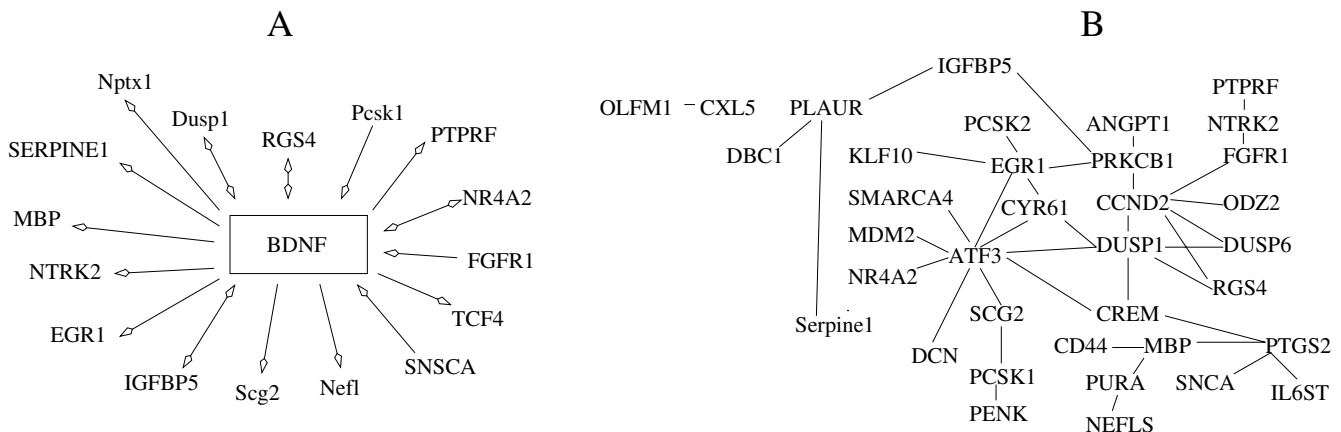 A
Nptx1
Dusp1
Pcsk1
RGS4
PTPRF
SERPINE1
NR4A2
MBP
BDNF
FGFR1
NTRK2
TCF4
EGR1
SNSCA
IGFBP5
Scg2
Nefl
B
IGFBP5
PTPRF
OLFM1
CXL5
PLAUR
PCSK2
ANGPT1
NTRK2
DBC1
KLF10
EGR1
PRKCB1
FGFR1
SMARCA4
CYR61
CCND2
ODZ2
MDM2
ATF3
DUSP1
DUSP6
NR4A2
RGS4
Serpine1
SCG2
CREM
DCN
CD44
MBP
PTGS2
PCSK1
PURA
SNCA
IL6ST
PENK
NEFLS